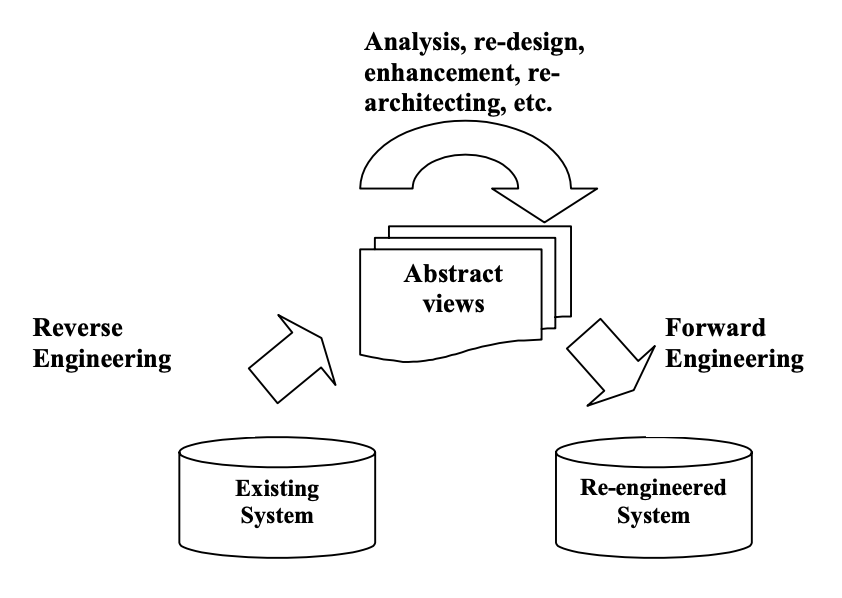 Analysis, re-design,
enhancement, re-
architecting, etc.
Abstract
views
Reverse
Engineering
Forward
Engineering
Existing
System
Re-engineered
System